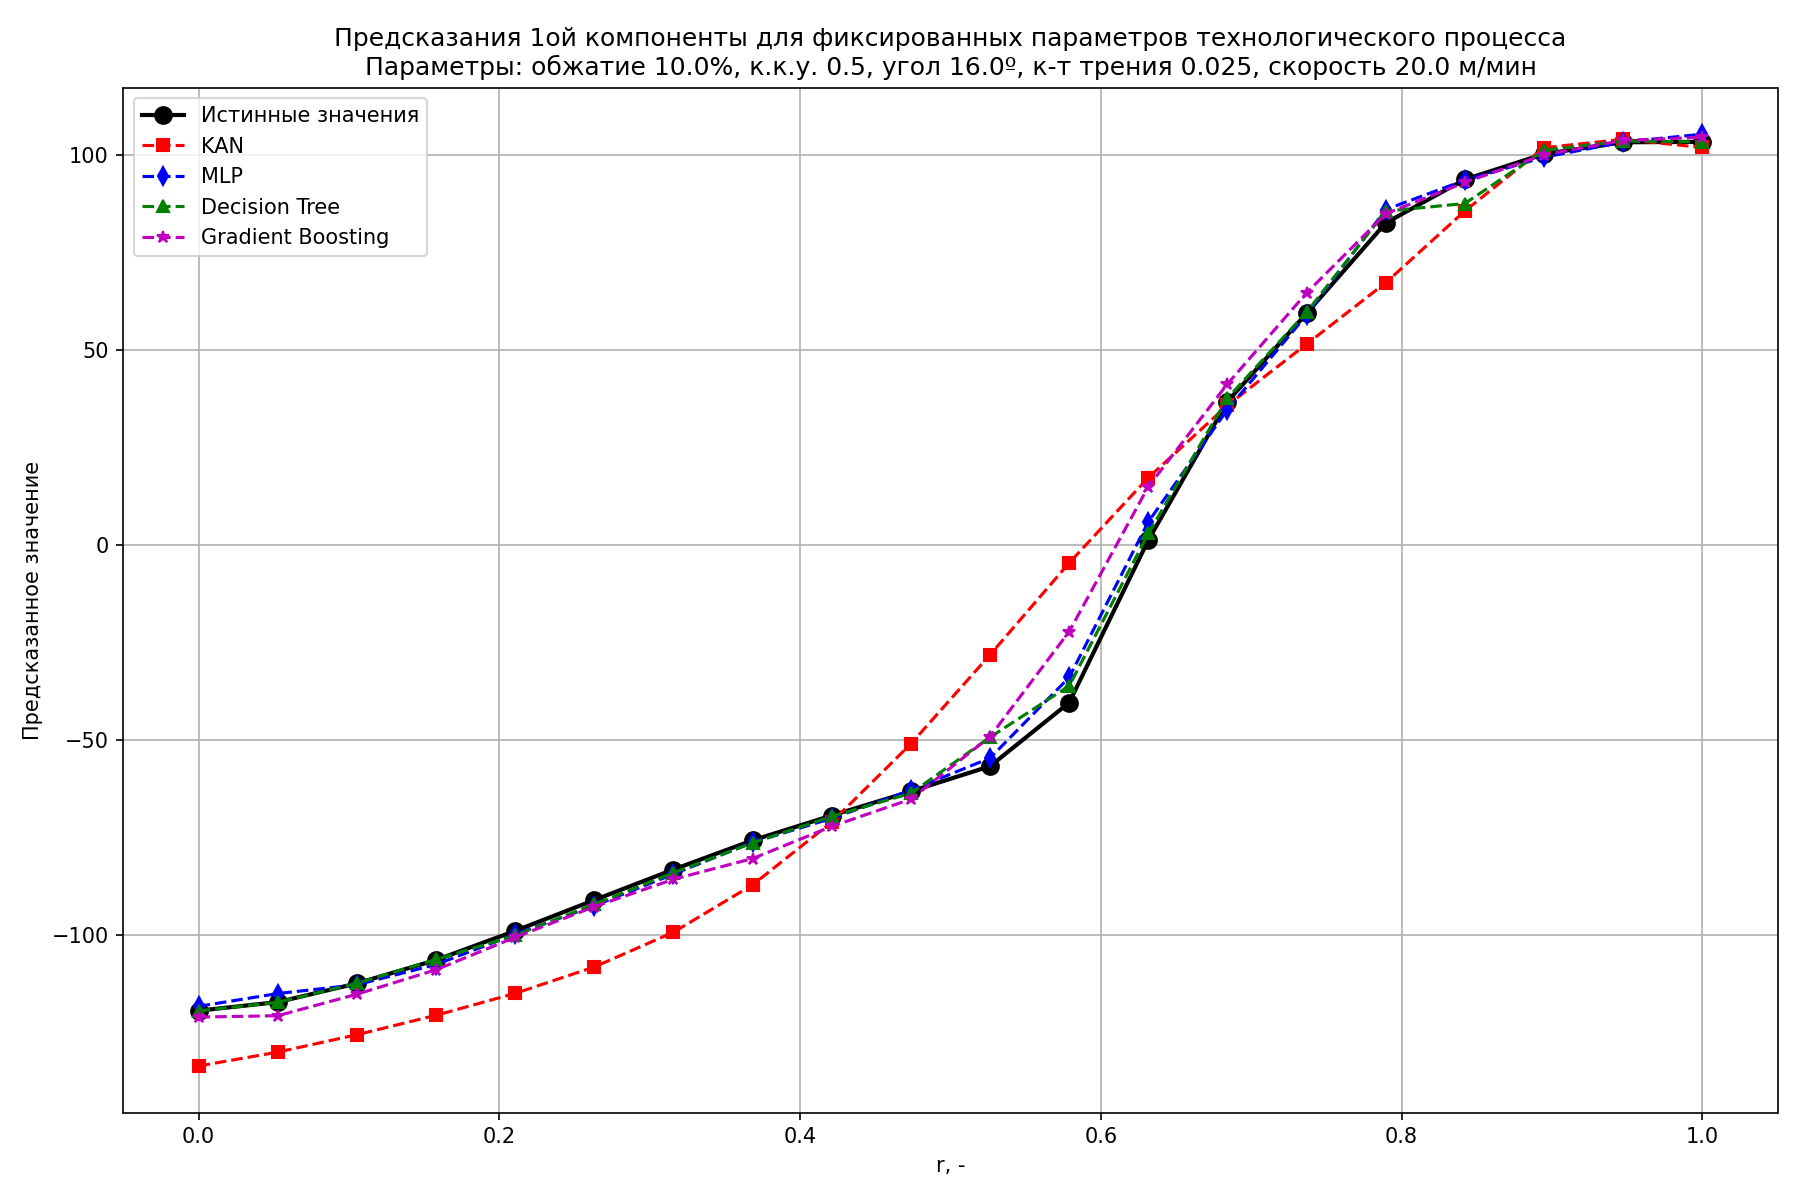 Предсказания 1ой компоненты для фиксированных параметров технологического процесса
Параметры: обжатие 10.0%, к.к.у. 0.5, угол 16.0º, к-т трения 0.025, скорость 20.0 м/мин
Истинные значения
KAN
MLP
Decision Tree
Gradient Boosting
Предсказанное значение
100
50
0
−50
−100
0.0 0.2 0.4 0.6 0.8 1.0
r, -